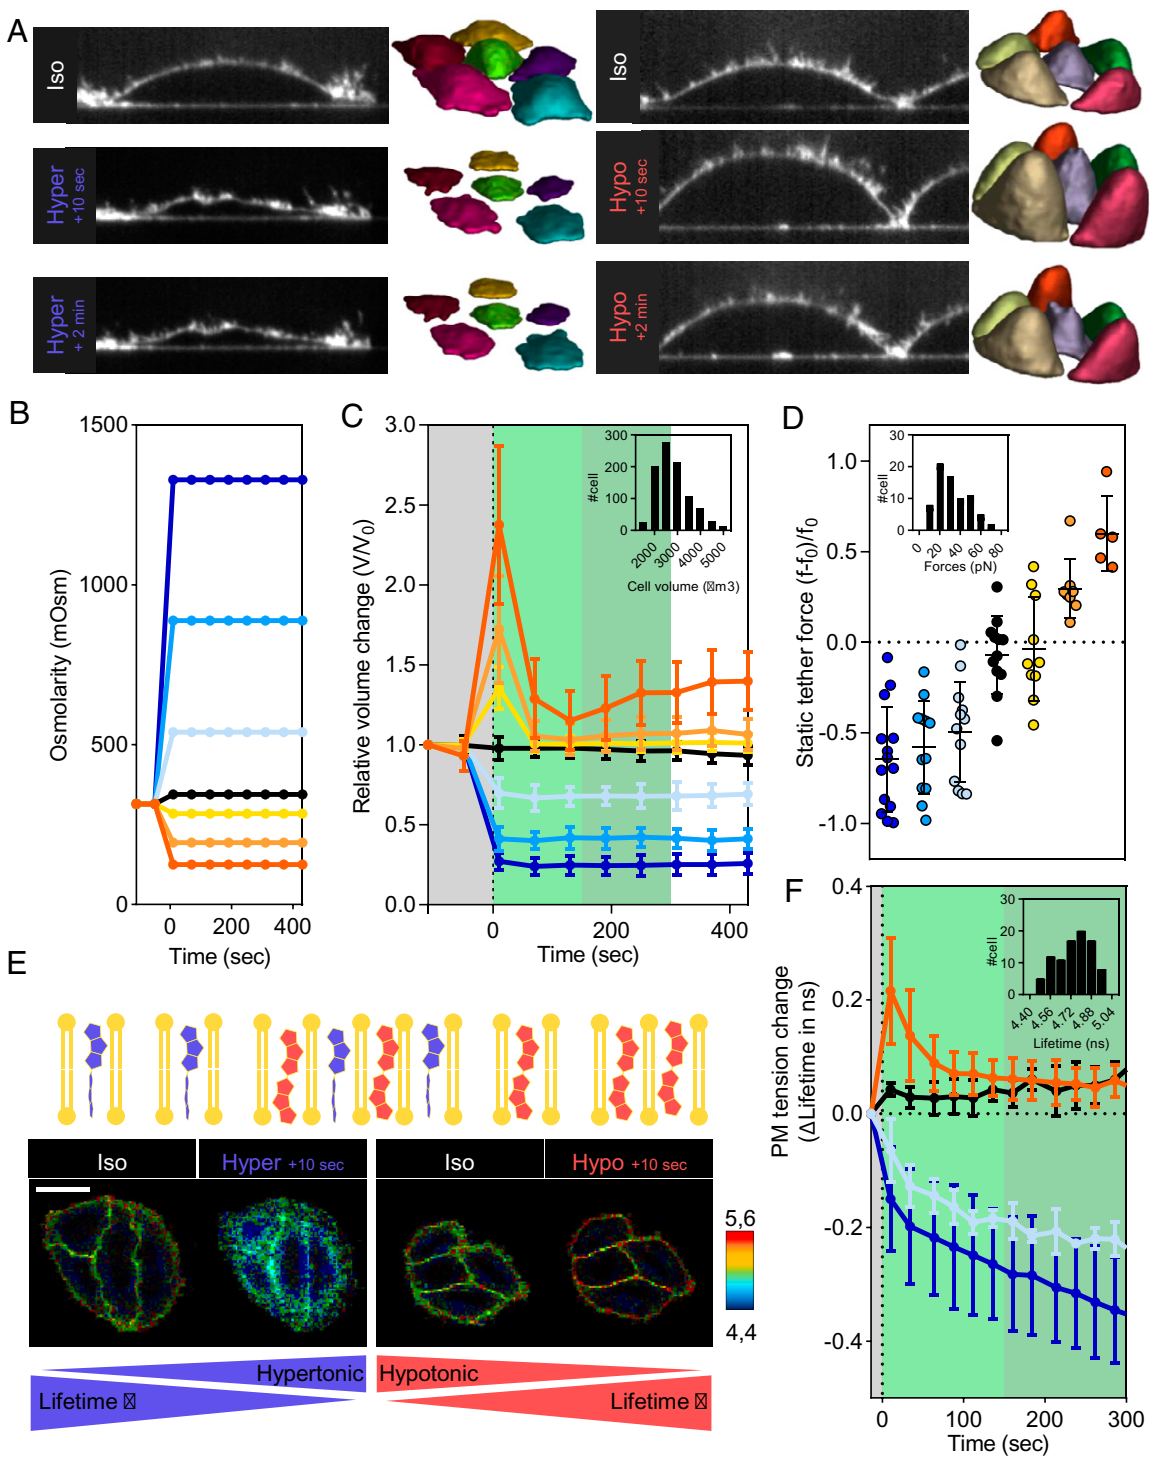 A
Iso
Iso
Hyper
+10 sec
Hypo
+10 sec
Hyper
+ 2 min
Hypo
+2 min
B
Osmolarity (mOsm)
1500
1000
500
0
0
200
400
Time (sec)
C
Relative volume change (V/V0)
3.0
2.5
2.0
1.5
1.0
0.5
0.0
0
200
400
Time (sec)
#cell
300
200
100
0
2000
3000
4000
5000
Cell volume (▯m3)
D
Static tether force (f-f0)/f0
1.0
0.5
0.0
-0.5
-1.0
#cell
30
20
10
0
0
20
40
60
80
Forces (pN)
E
Iso
Hyper +10 sec
Iso
Hypo +10 sec
5,6
4,4
Hypertonic
Hypotonic
Lifetime ▯
Lifetime ▯
F
PM tension change
(ΔLifetime in ns)
0.4
0.2
0.0
-0.2
-0.4
0
100
200
300
Time (sec)
#cell
30
20
10
0
4.40
4.56
4.72
4.88
5.04
Lifetime (ns)